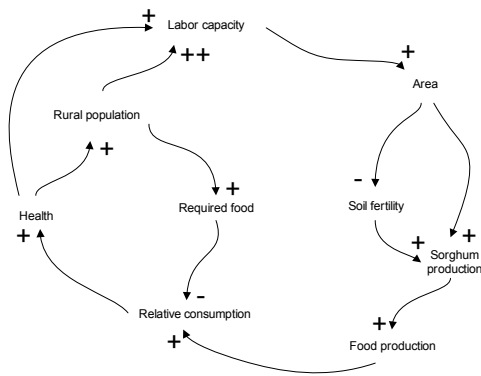 +
Labor capacity
++
+
Area
Rural population
+
-
+
Required food
Soil fertility
Health
+
+
+
Sorghum
production
-
Relative consumption
+
+
Food production